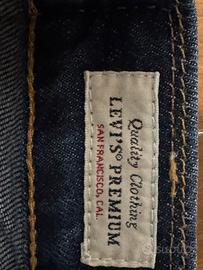 Quality Clothing
LEVI'S® PREMIUM
SAN FRANCISCO, CAL.